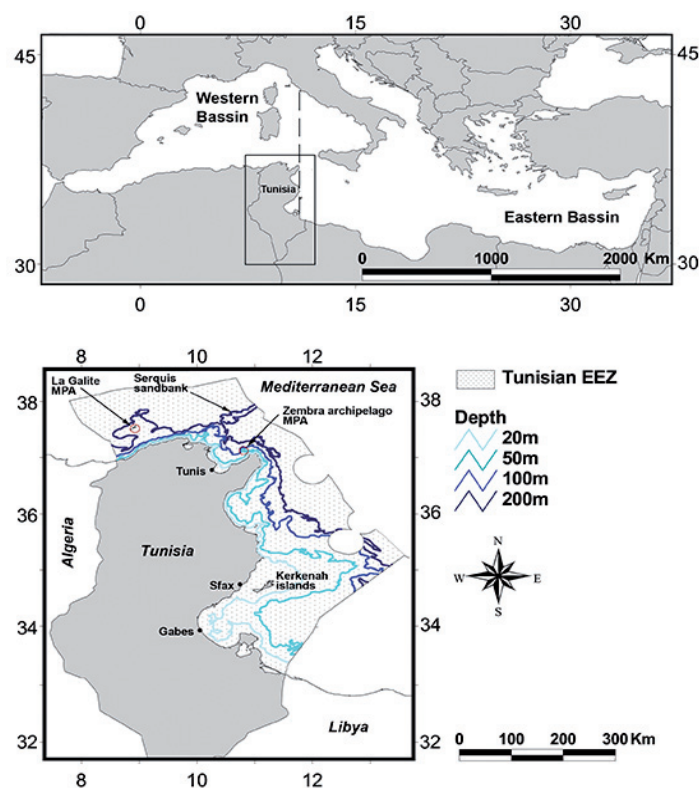 0 15 30
45 45
Western
Bassin
Tunisia
Eastern Bassin
30 30
0 1000 2000 Km
0 15 30
8 10 12
La Galite
MPA
Serquis
sandbank
Mediterranean Sea
Zembra archipelago
MPA
38 38
Tunis
36 36
Algeria
Tunisia
Sfax
Kerkenah
islands
Gabes
34 34
Libya
32 32
8 10 12
Tunisian EEZ
Depth
20m
50m
100m
200m
N
W E
S
0 100 200 300 Km